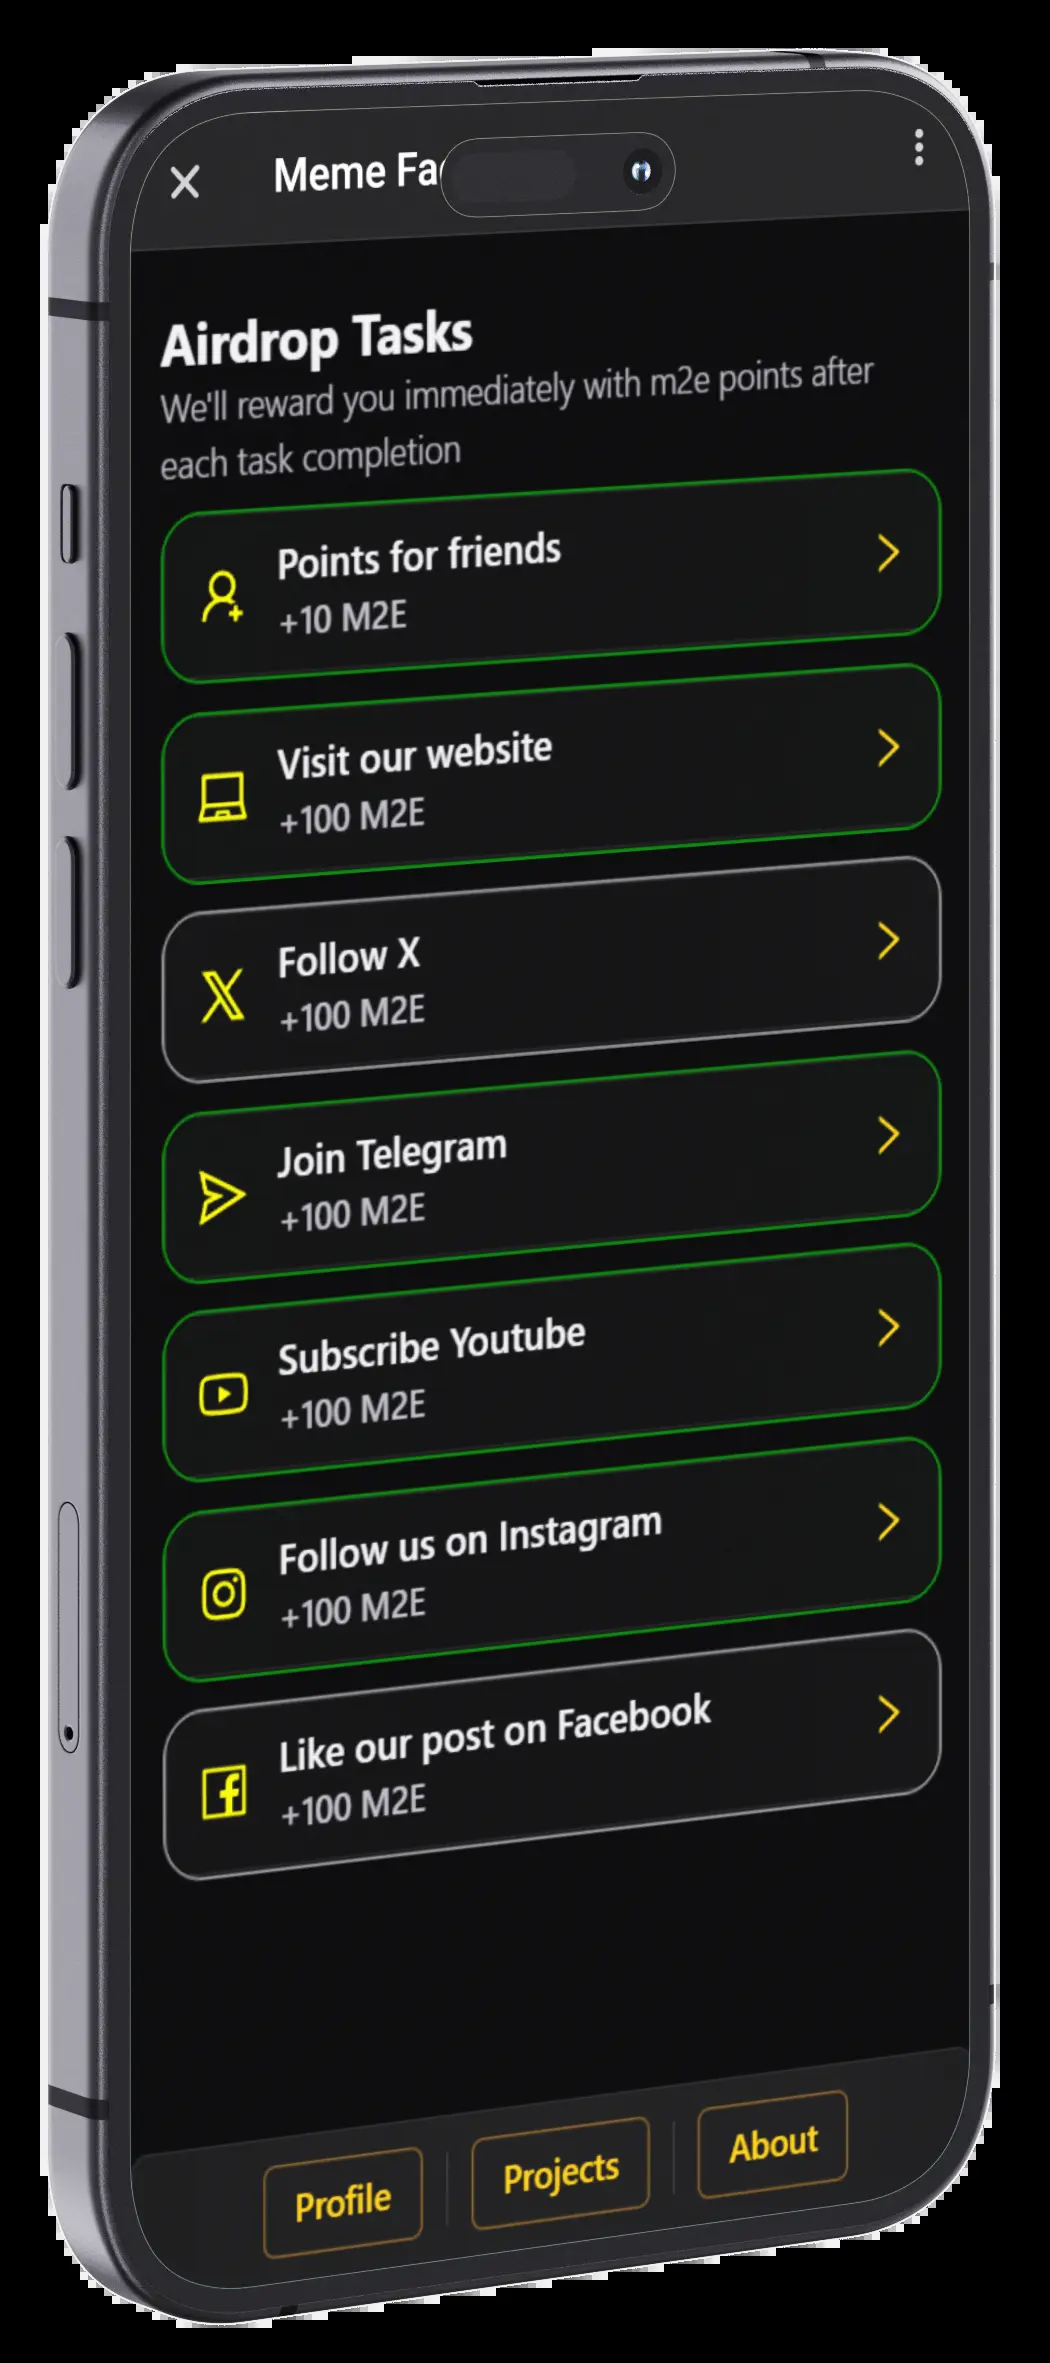 Meme Fa
Airdrop Tasks
We'll reward you immediately with m2e points after
each task completion
Points for friends
+10 M2E
Visit our website
+100 M2E
Follow X
+100 M2E
Join Telegram
+100 M2E
Subscribe Youtube
+100 M2E
Follow us on Instagram
+100 M2E
Like our post on Facebook
+100 M2E
Profile
Projects
About